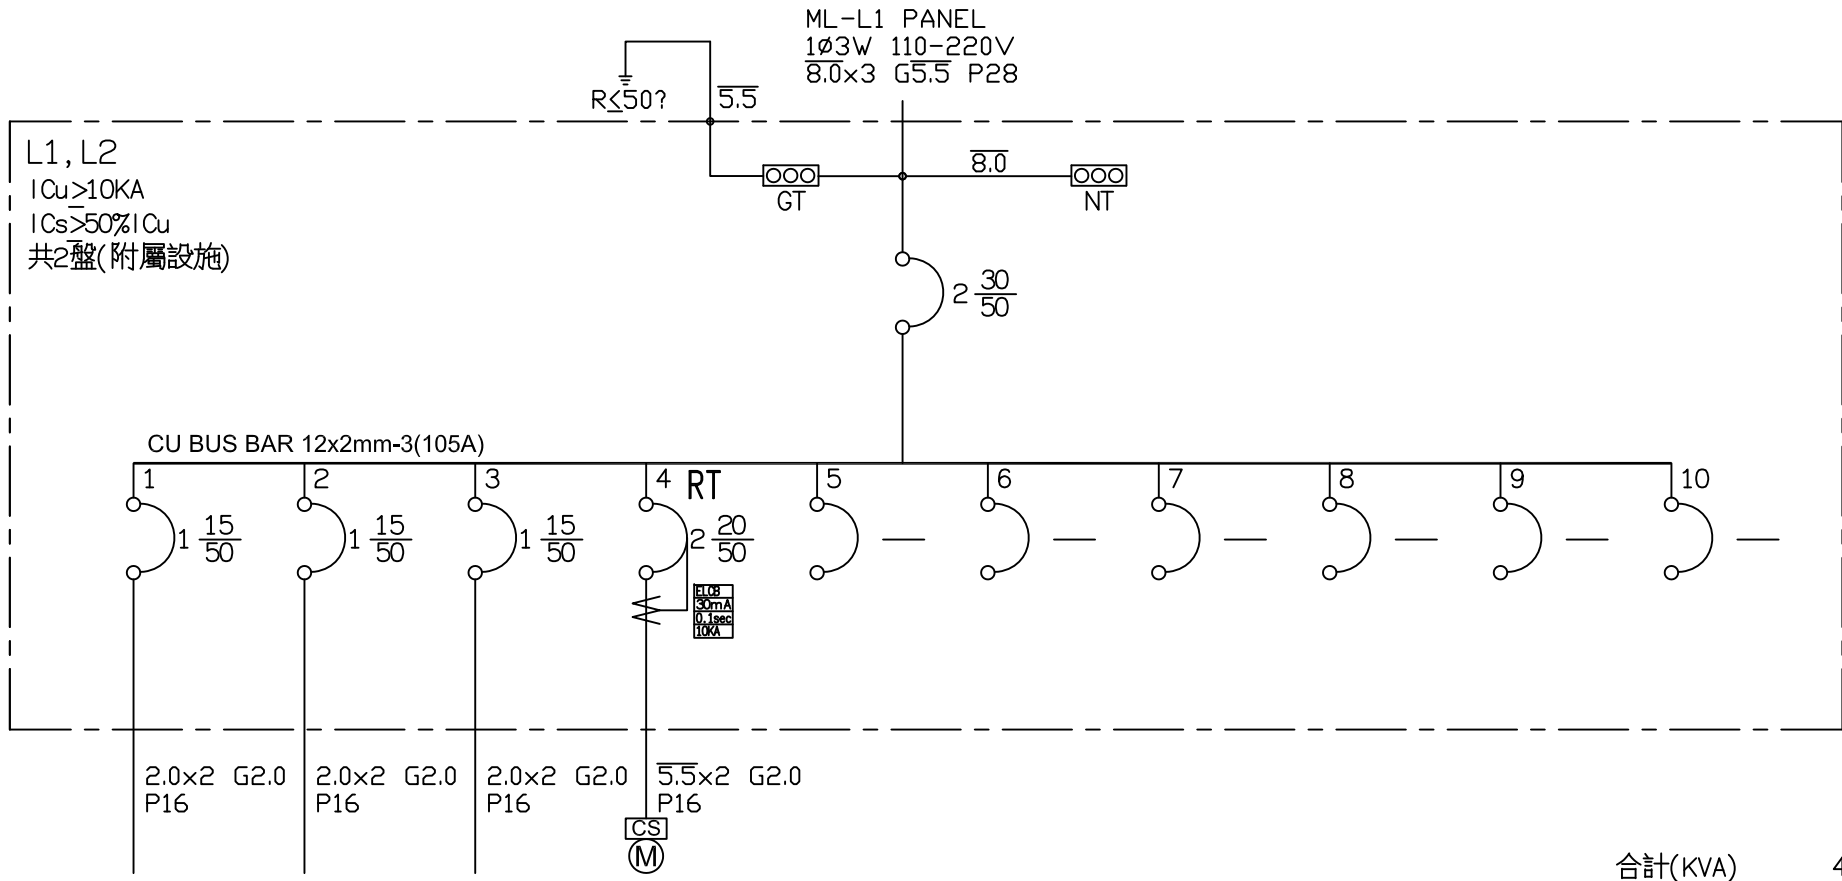 ML-L1 PANEL
1ø3W 110-220V
8.0x3 G5.5 P28
R≤50?
5.5
L1, L2
ICu≥10KA
ICs≥50%ICu
共2盤(附屬設施)
GT
8.0
NT
2 30/50
CU BUS BAR 12x2mm-3(105A)
1
2
3
4
RT
5
6
7
8
9
10
1 15/50
1 15/50
1 15/50
2 20/50
ELCB
30mA
0.1sec
10KA
2.0x2 G2.0
P16
2.0x2 G2.0
P16
2.0x2 G2.0
P16
5.5x2 G2.0
P16
CS
M
合計(KVA)